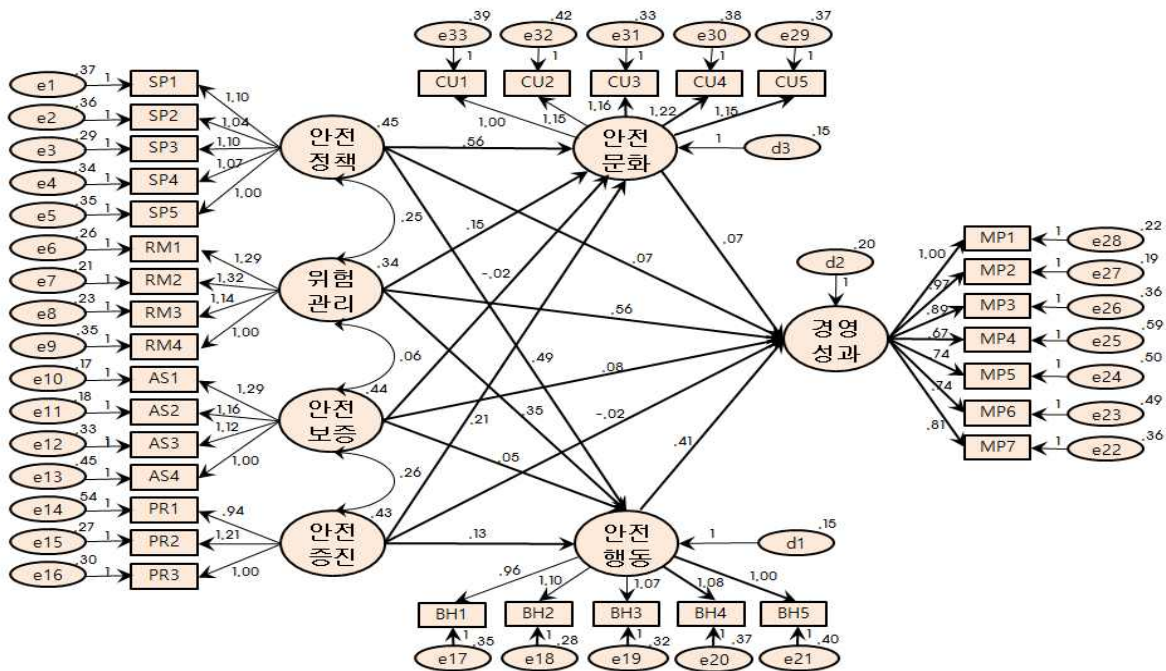 .39 .42 .33 .38 .37
e33 e32 e31 e30 e29
1 1 1 1 1
CU1 CU2 CU3 CU4 CU5
1,00 1,15 1,16 1,22 1,15
e1 .37 1 SP1 1,10
e2 .36 1 SP2 1,04
e3 .29 1 SP3 1,10
e4 .34 1 SP4 1,07
e5 .35 1 SP5 1,00
안전
정책
.45
.56
안전
문화
1 d3 .15
.25
.15
.07
.07
e6 .26 1 RM1 1,29
e7 .21 1 RM2 1,32
e8 .23 1 RM3 1,14
e9 .35 1 RM4 1,00
위험
관리
.34
-.02
.56
d2 .20
1
경영
성과
1,00 MP1 1 e28 .22
.97 MP2 1 e27 .19
.89 MP3 1 e26 .36
.67 MP4 1 e25 .59
.74 MP5 1 e24 .50
.74 MP6 1 e23 .49
.81 MP7 1 e22 .36
.06
.49
.08
e10 .17 1 AS1 1,29
e11 .18 1 AS2 1,16
e12 .33 1 AS3 1,12
e13 .45 1 AS4 1,00
안전
보증
.44
.21
.35
-.02
.41
.26
.05
e14 .54 1 PR1 .94
e15 .27 1 PR2 1,21
e16 .30 1 PR3 1,00
안전
증진
.43
.13
안전
행동
1 d1 .15
.96 1,10 1,07 1,08 1,00
BH1 BH2 BH3 BH4 BH5
1 1 1 1 1
.35 .28 .32 .37 .40
e17 e18 e19 e20 e21